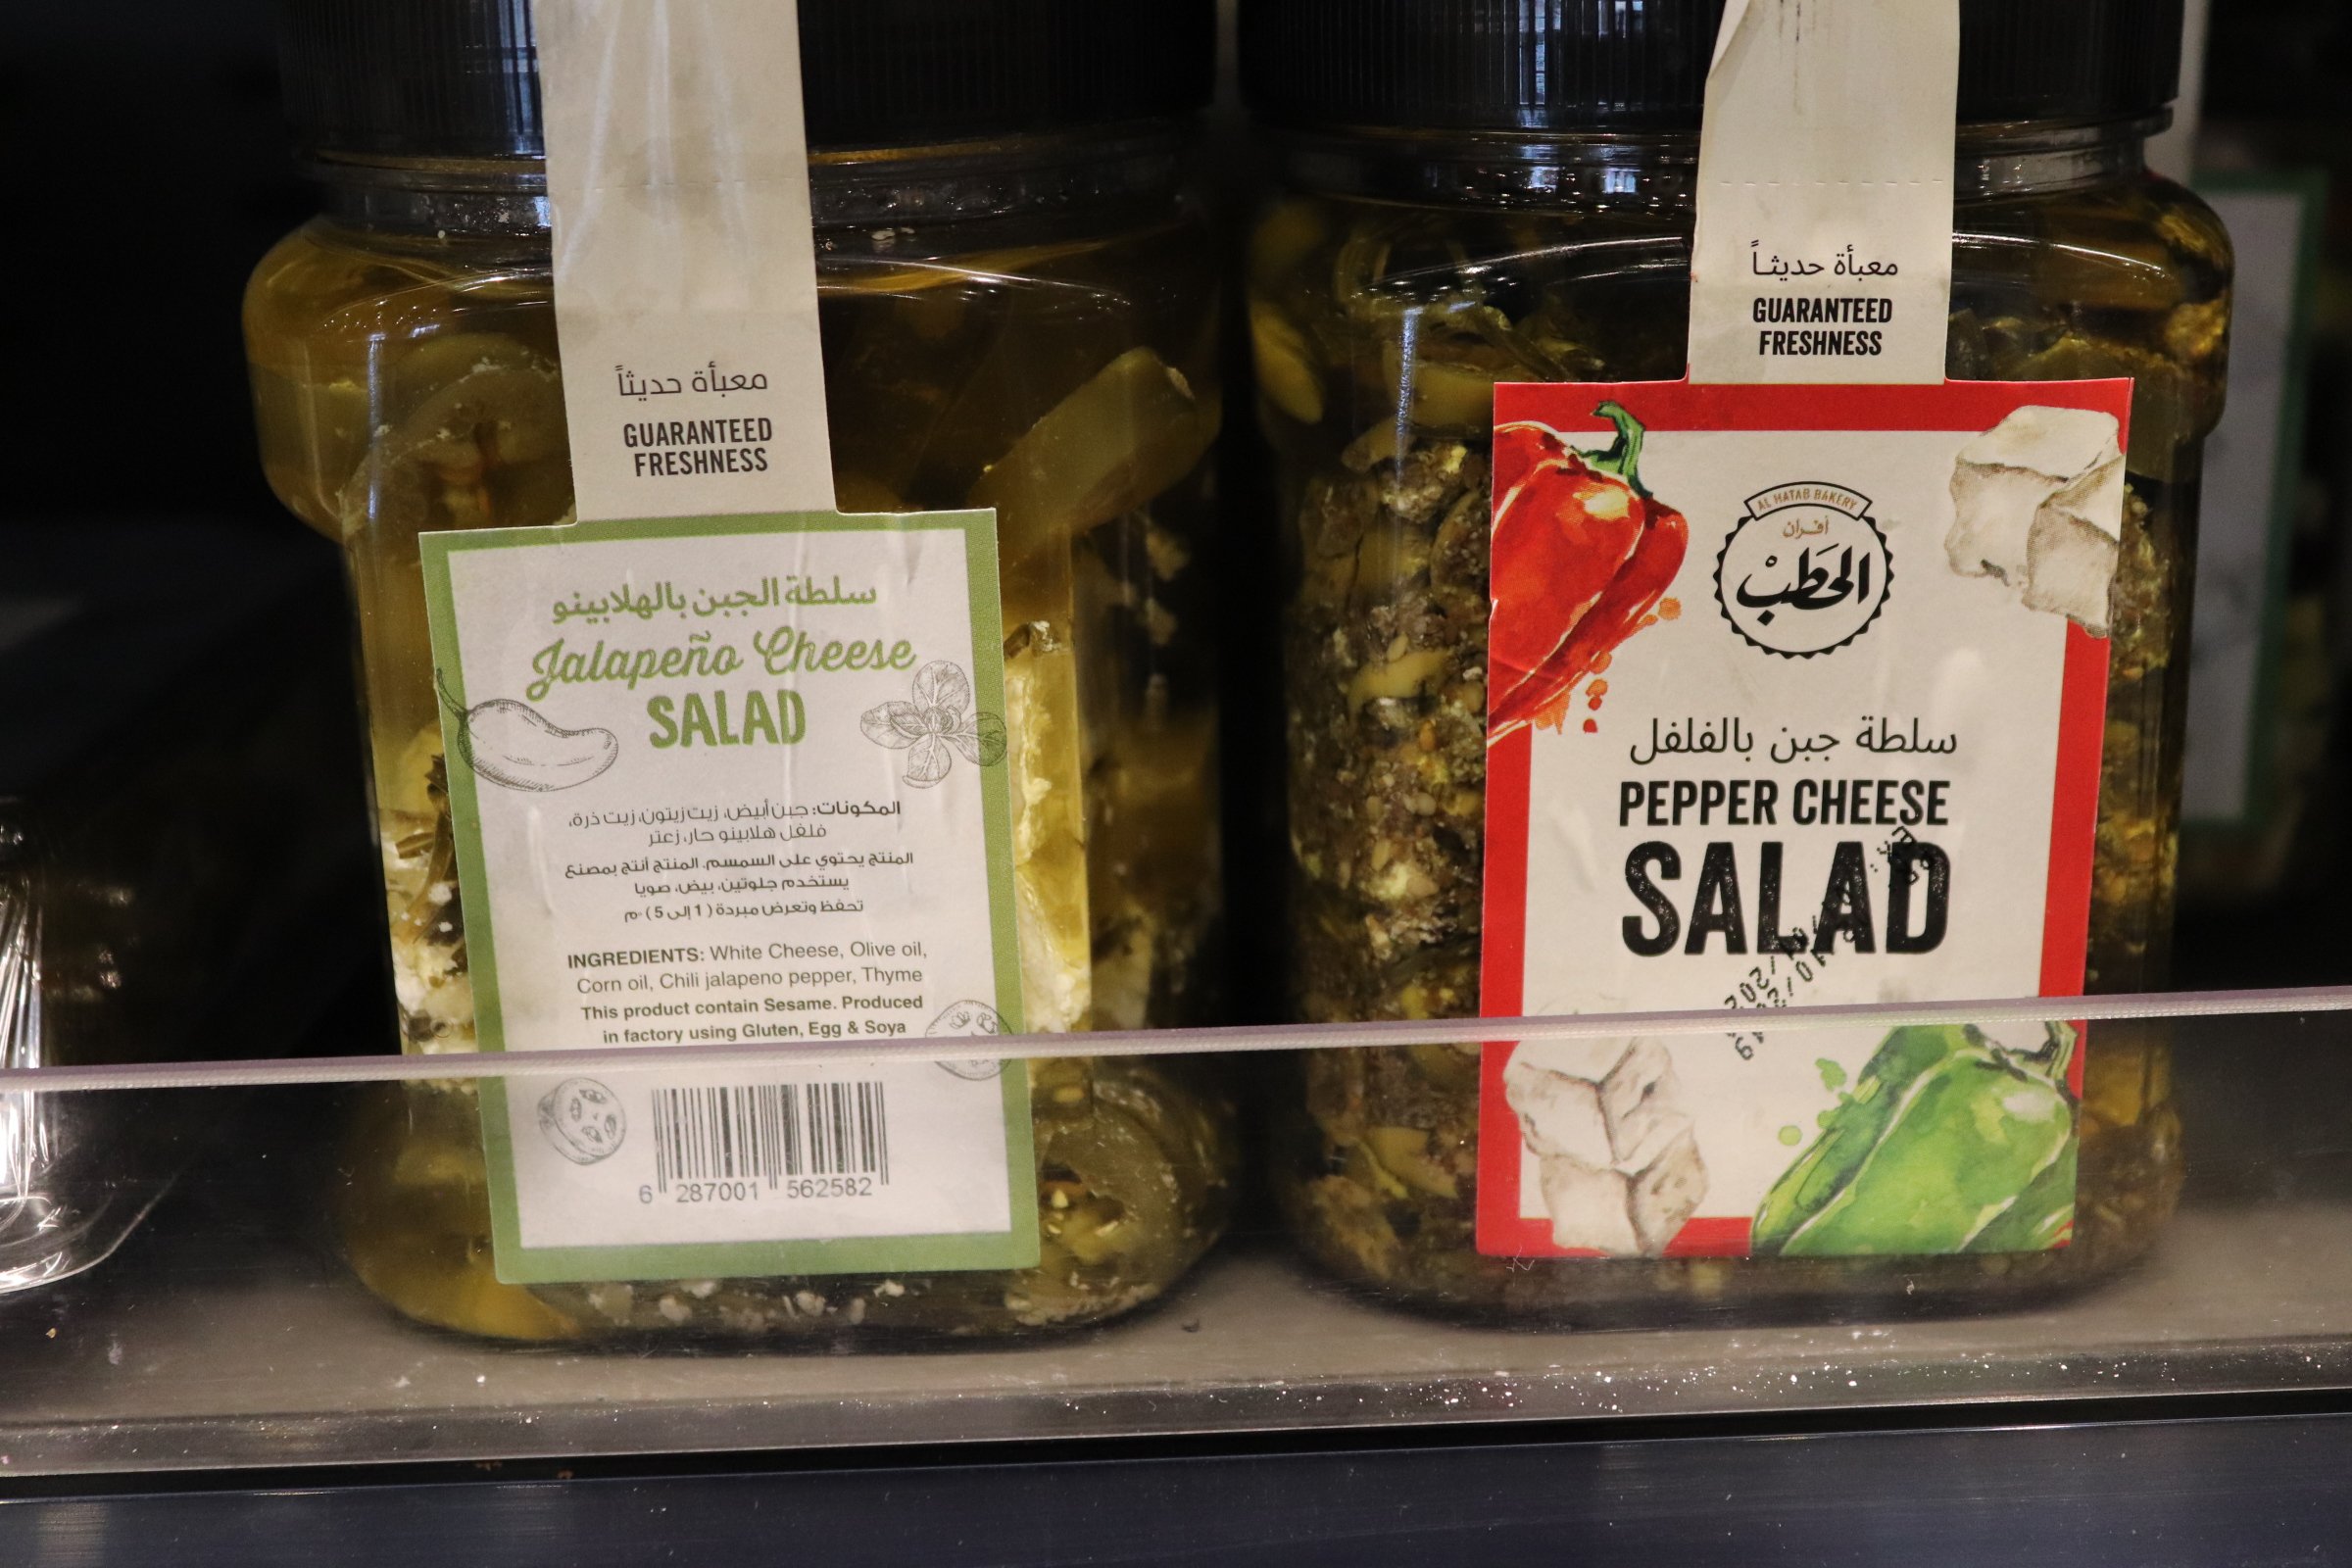 معبأة حديثاً
GUARANTEED
FRESHNESS
سلطة الجبن بالهلابينو
Jalapeño Cheese
SALAD
المكونات: جبن أبيض، زيت زيتون، زيت ذرة،
فلفل هلابينو حار، زعتر
المنتج يحتوي على السمسم. المنتج أنتج بمصنع
يستخدم جلوتين، بيض، صويا
تحفظ وتعرض مبردة (1 إلى 5) م°
INGREDIENTS: White Cheese, Olive oil,
Corn oil, Chili jalapeno pepper, Thyme
This product contain Sesame. Produced
in factory using Gluten, Egg & Soya
6 287001 562582
معبأة حديثاً
GUARANTEED
FRESHNESS
AL HATAB BAKERY
أفران
الحَطَبْ
سلطة جبن بالفلفل
PEPPER CHEESE
SALAD